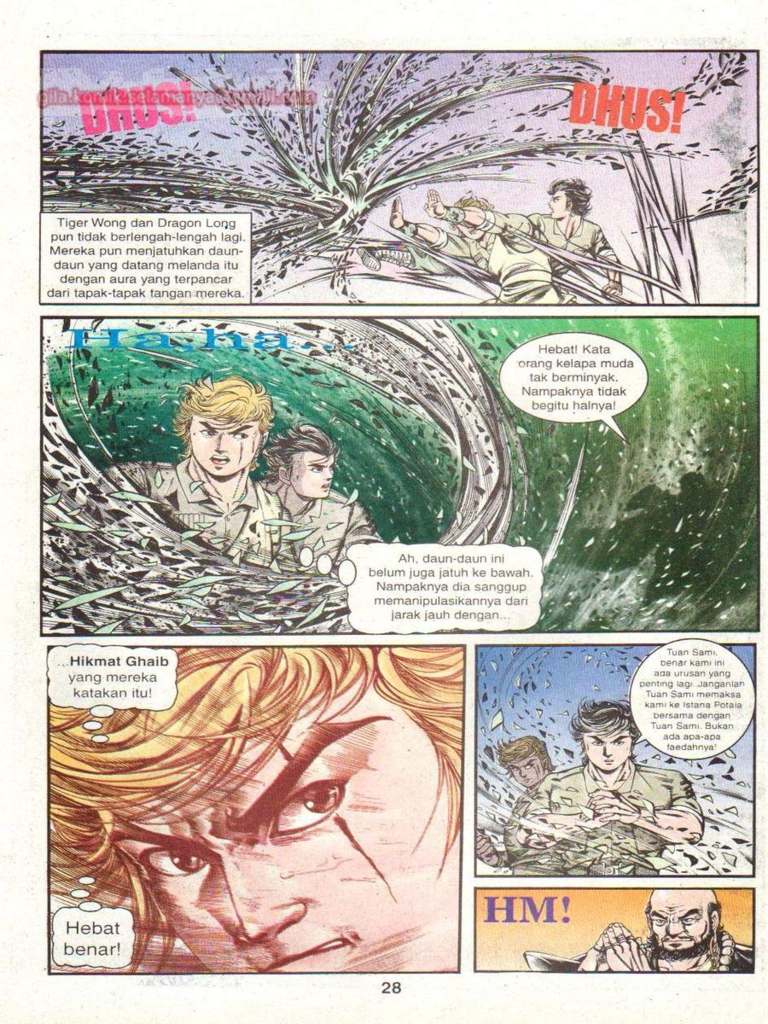 DHUS!
DHUS!
Tiger Wong dan Dragon Long
pun tidak berlengah-lengah lagi.
Mereka pun menjatuhkan daun-
daun yang datang melanda itu
dengan aura yang terpancar
dari tapak-tapak tangan mereka.
Ha,ha...
Hebat! Kata
orang kelapa muda
tak berminyak.
Nampaknya tidak
begitu halnya!
Ah, daun-daun ini
belum juga jatuh ke bawah.
Nampaknya dia sanggup
memanipulasikannya dari
jarak jauh dengan...
...Hikmat Ghaib
yang mereka
katakan itu!
Hebat
benar!
Tuan Sami,
benar kami ini
ada urusan yang
penting lagi. Janganlah
Tuan Sami memaksa
kami ke Istana Potala
bersama dengan
Tuan Sami. Bukan
ada apa-apa
faedahnya!
HM!
28